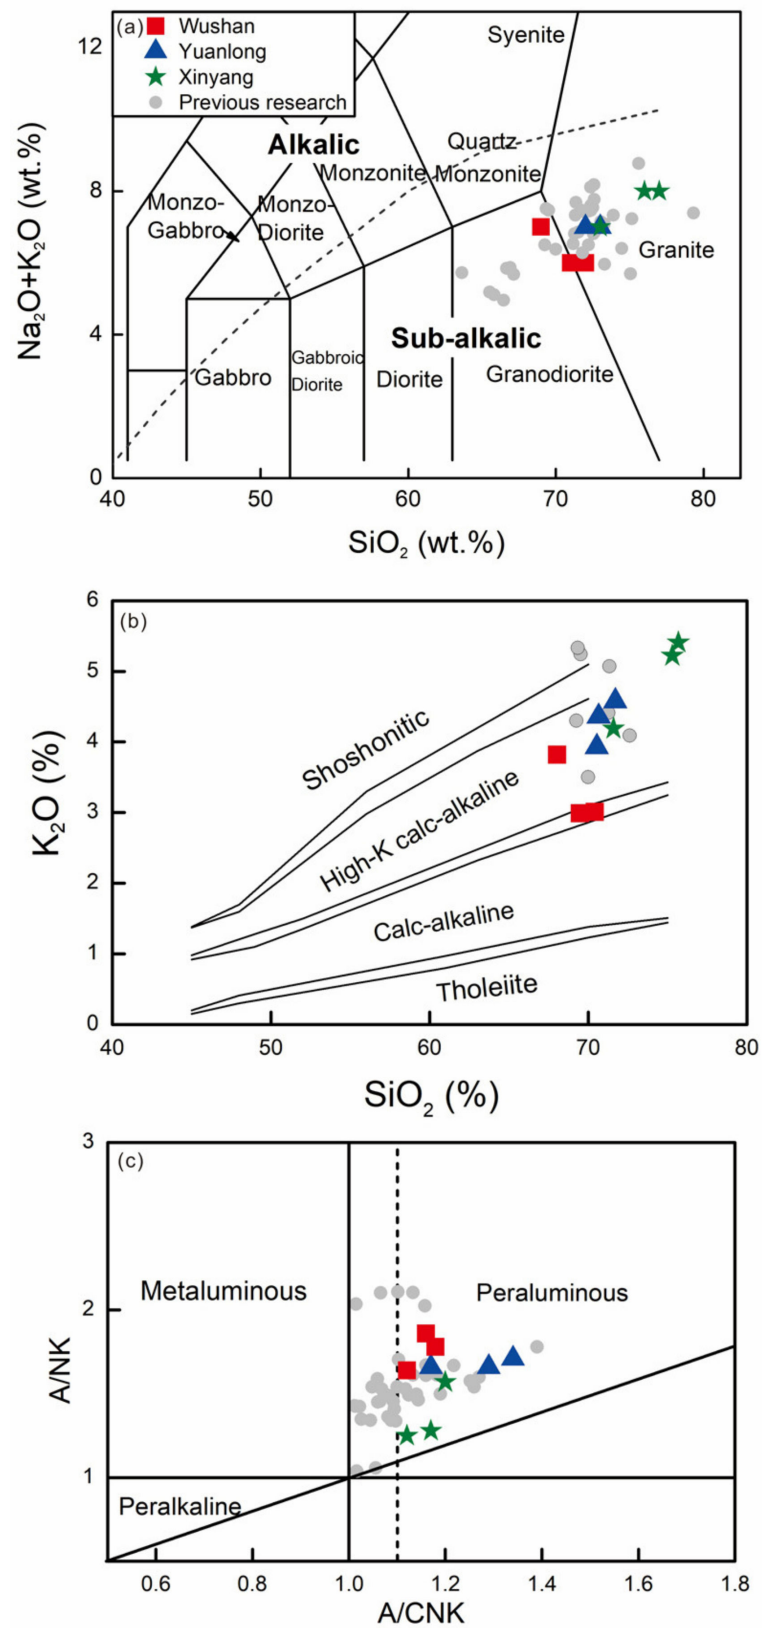 (a)
Wushan
Yuanlong
Xinyang
Previous research
Syenite
Alkalic
Quartz
Monzonite
Monzonite
Monzo-
Gabbro
Monzo-
Diorite
Granite
Sub-alkalic
Gabbro
Gabbroic
Diorite
Diorite
Granodiorite
12
8
4
0
Na₂O+K₂O (wt.%)
40 50 60 70 80
SiO₂ (wt.%)
(b)
6
5
4
3
2
1
0
K₂O (%)
Shoshonitic
High-K calc-alkaline
Calc-alkaline
Tholeiite
40 50 60 70 80
SiO₂ (%)
(c)
3
2
1
A/NK
Metaluminous
Peraluminous
Peralkaline
0.6 0.8 1.0 1.2 1.4 1.6 1.8
A/CNK